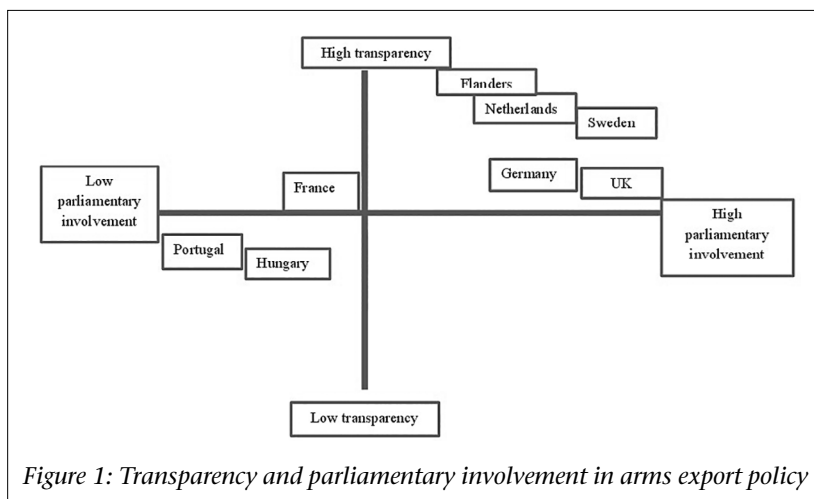 High transparency
Flanders
Netherlands
Sweden
Low
parliamentary
involvement
France
Germany
UK
High
parliamentary
involvement
Portugal
Hungary
Low transparency
Figure 1: Transparency and parliamentary involvement in arms export policy